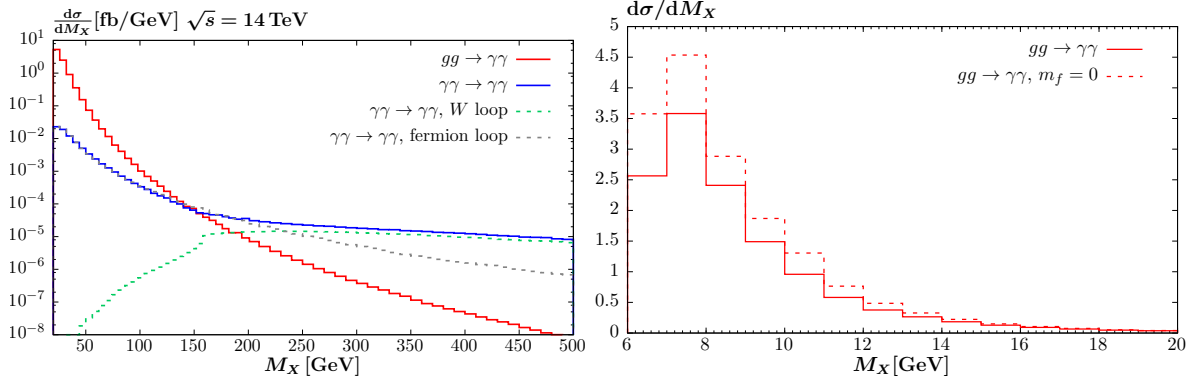 dσ/dM_X [fb/GeV] √s = 14 TeV
10^1
10^0
10^−1
10^−2
10^−3
10^−4
10^−5
10^−6
10^−7
10^−8
gg → γγ
γγ → γγ
γγ → γγ, W loop
γγ → γγ, fermion loop
50 100 150 200 250 300 350 400 450 500
M_X [GeV]
dσ/dM_X
5
4.5
4
3.5
3
2.5
2
1.5
1
0.5
0
gg → γγ
gg → γγ, m_f = 0
6 8 10 12 14 16 18 20
M_X [GeV]